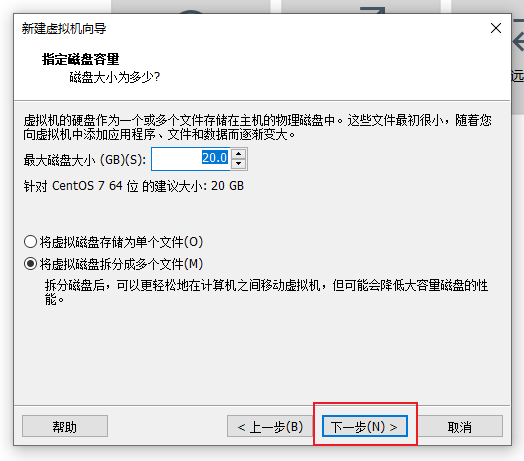 新建虚拟机向导
指定磁盘容量
磁盘大小为多少?
虚拟机的硬盘作为一个或多个文件存储在主机的物理磁盘中。这些文件最初很小，随着您
向虚拟机中添加应用程序、文件和数据而逐渐变大。
最大磁盘大小 (GB)(S): 20.0
针对 CentOS 7 64 位 的建议大小: 20 GB
将虚拟磁盘存储为单个文件(O)
将虚拟磁盘拆分成多个文件(M)
拆分磁盘后，可以更轻松地在计算机之间移动虚拟机，但可能会降低大容量磁盘的性
能。
帮助 < 上一步(B) 下一步(N) > 取消
远